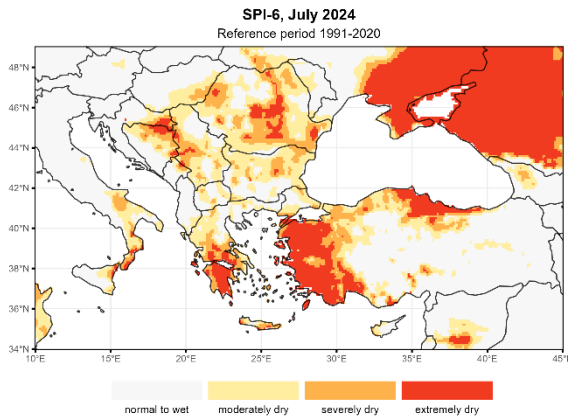 SPI-6, July 2024
Reference period 1991-2020
48°N
46°N
44°N
42°N
40°N
38°N
36°N
34°N
10°E 15°E 20°E 25°E 30°E 35°E 40°E 45°E
normal to wet moderately dry severely dry extremely dry